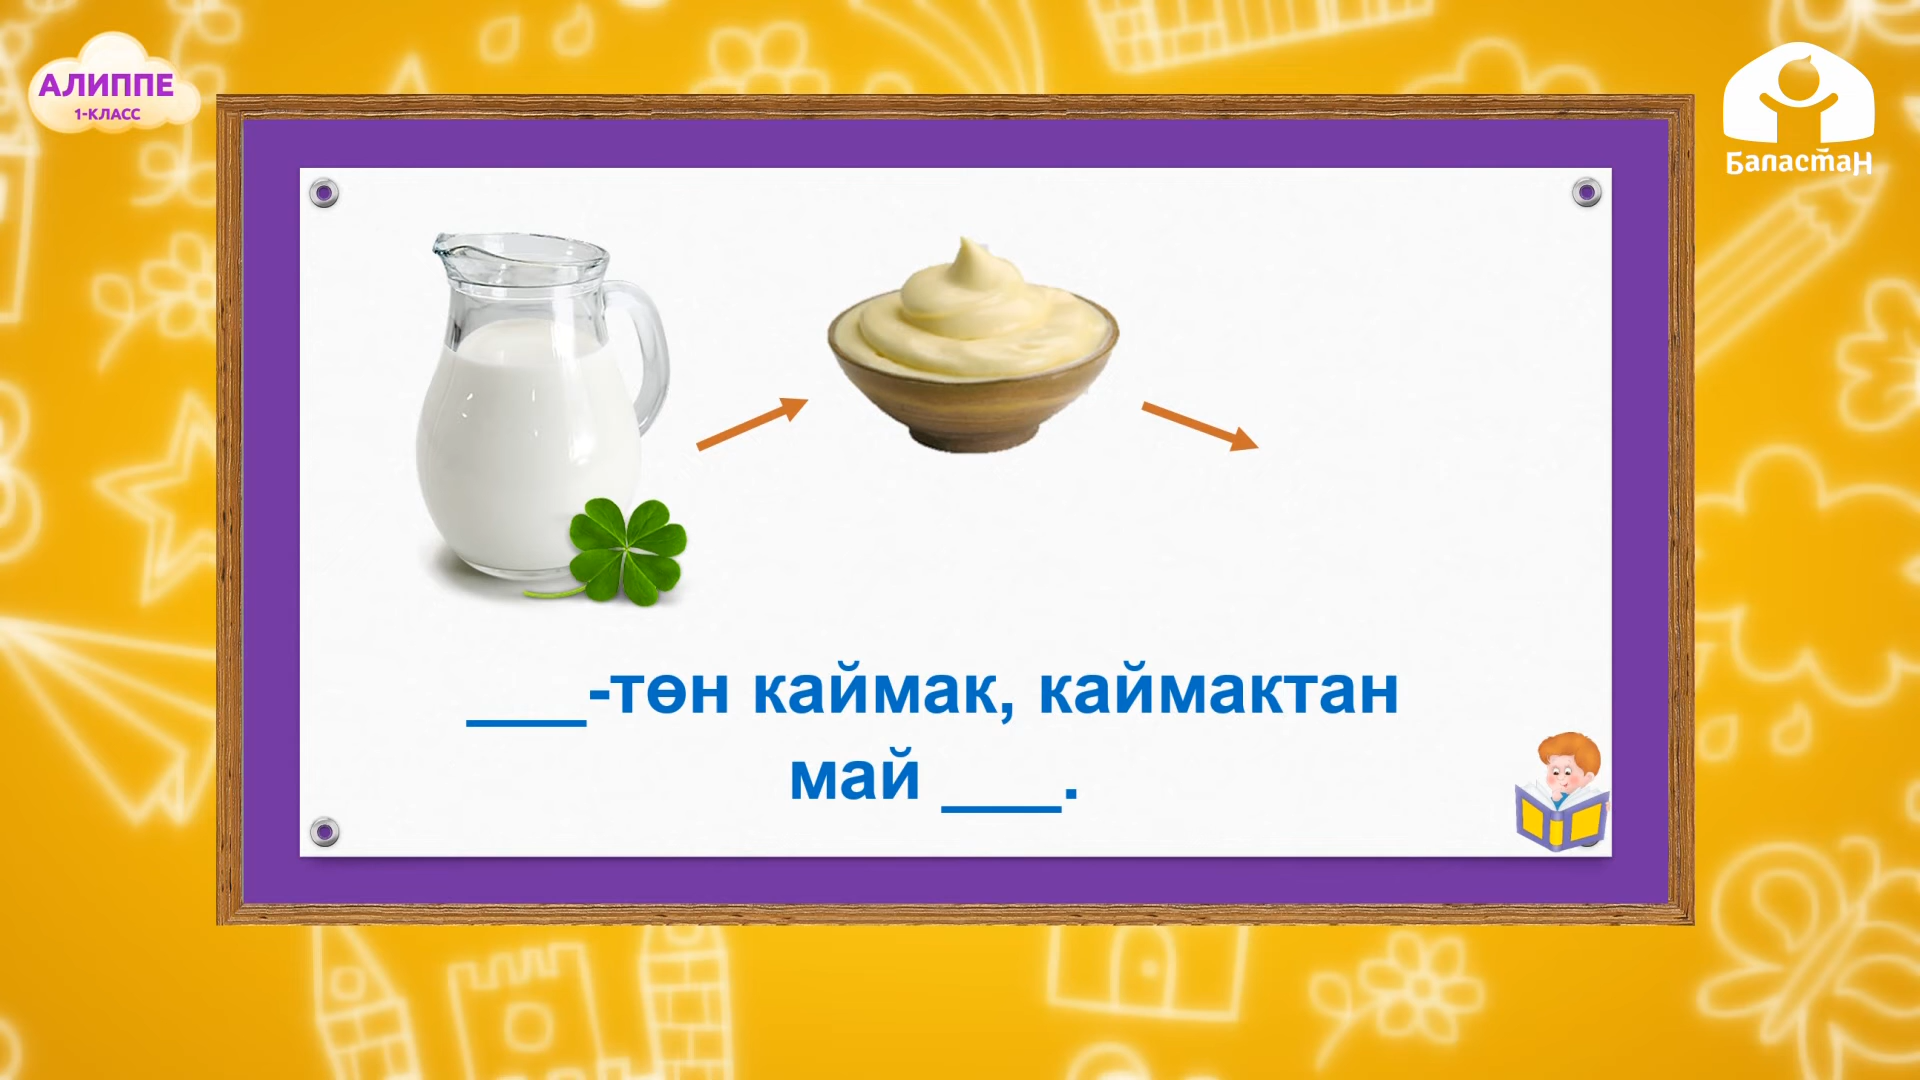 АЛИППЕ
1-КЛАСС
Баластан
___-төн каймак, каймактан
май ___.